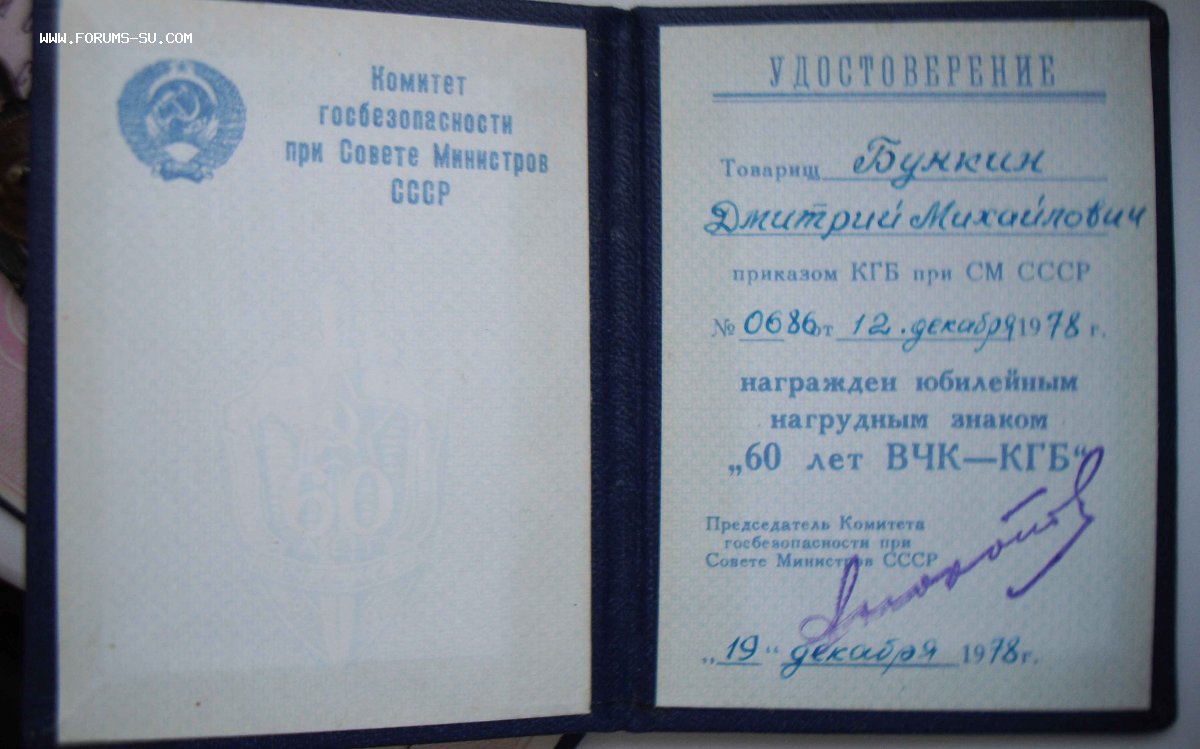 www.forums-su.com
Комитет
госбезопасности
при Совете Министров
СССР
60
УДОСТОВЕРЕНИЕ
Товарищ Бункин
Дмитрий Михайлович
приказом КГБ при СМ СССР
№ 0686 от 12. декабря 1978 г.
награжден юбилейным
нагрудным знаком
„60 лет ВЧК—КГБ“
Председатель Комитета
госбезопасности при
Совете Министров СССР
„19“ декабря 1978 г.